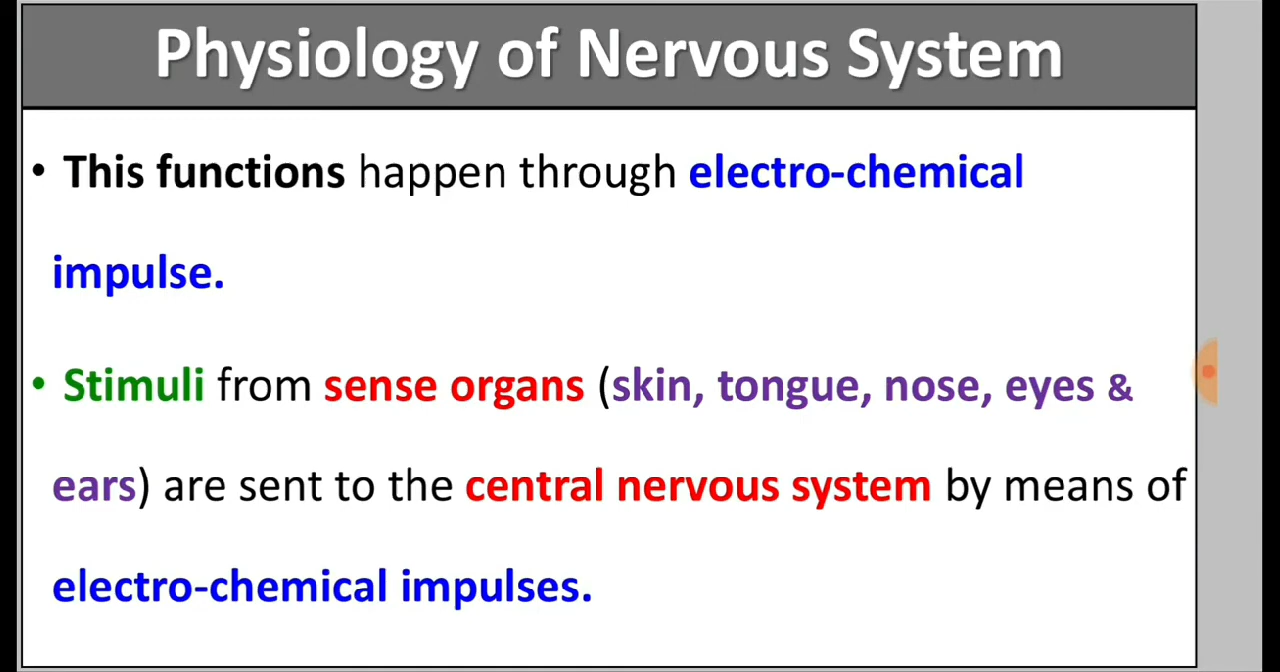 Physiology of Nervous System
• This functions happen through electro-chemical
impulse.
• Stimuli from sense organs (skin, tongue, nose, eyes &
ears) are sent to the central nervous system by means of
electro-chemical impulses.